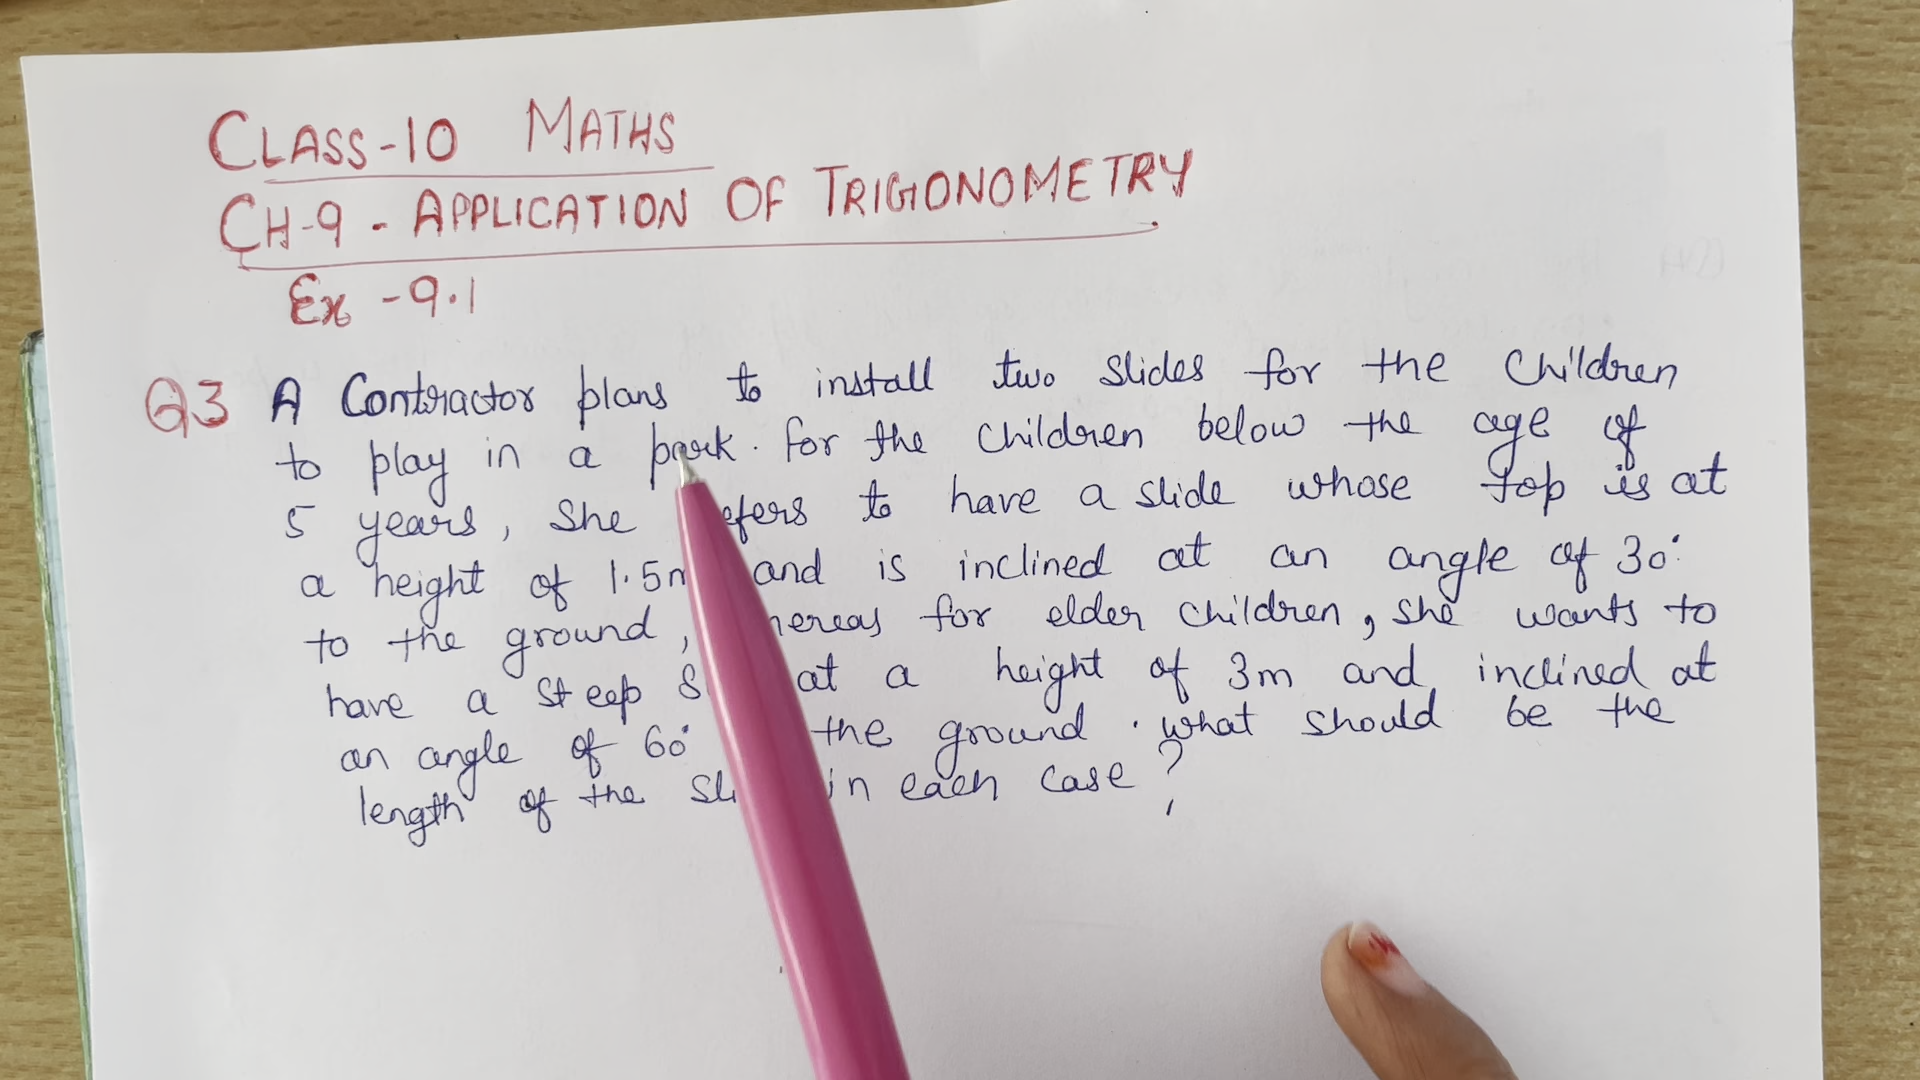 CLASS-10 MATHS
CH-9 - APPLICATION OF TRIGONOMETRY
Ex -9.1
Q3 A Contractor plans to install two slides for the children
to play in a park. For the children below the age of
5 years, She efers to have a slide whose top is at
a height of 1.5m and is inclined at an angle of 30°
to the ground, hereas for elder children, she wants to
have a steep s at a height of 3m and inclined at
an angle of 60° the ground. what should be the
length of the sl in each case?